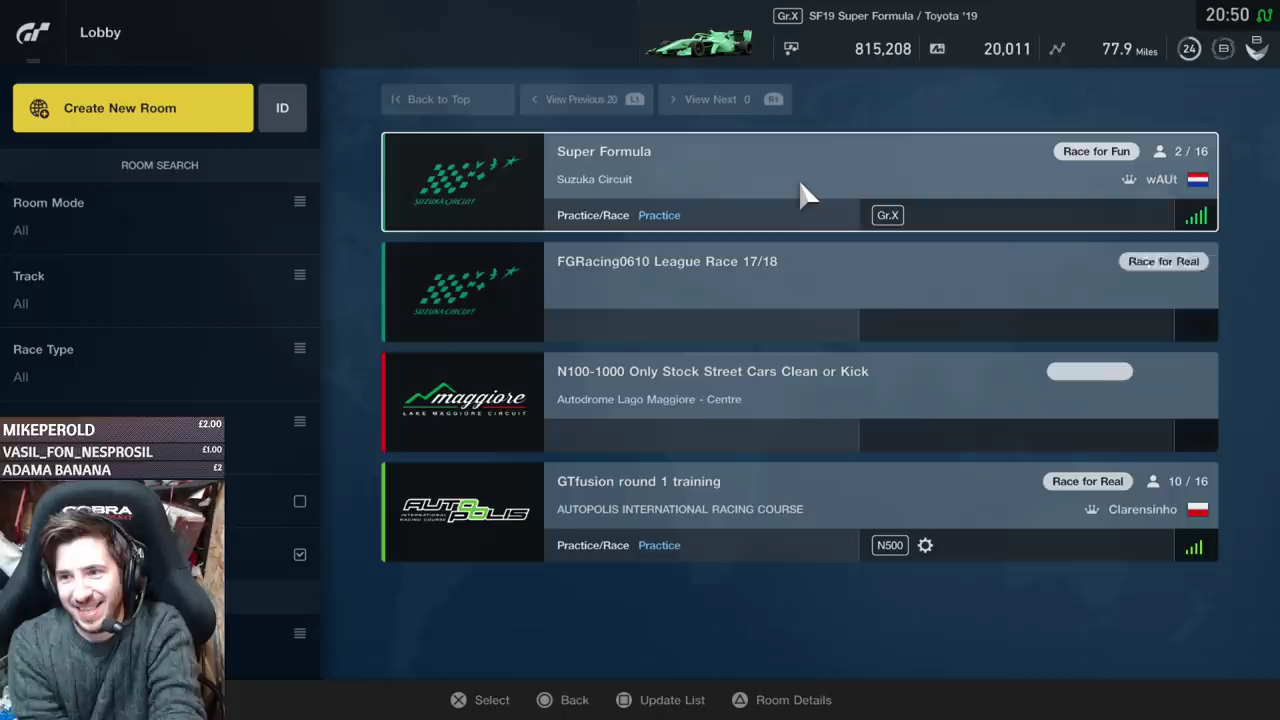 GT
Lobby
Gr.X SF19 Super Formula / Toyota '19
20:50
815,208
20,011
77.9 Miles
24
B
B
Create New Room
ID
Back to Top
View Previous 20 L1
View Next 0 R1
ROOM SEARCH
Room Mode
All
Track
All
Race Type
All
SUZUKA CIRCUIT
Super Formula
Race for Fun
2 / 16
Suzuka Circuit
wAUt
Practice/Race Practice
Gr.X
SUZUKA CIRCUIT
FGRacing0610 League Race 17/18
Race for Real
maggiore
LAKE MAGGIORE CIRCUIT
N100-1000 Only Stock Street Cars Clean or Kick
Autodrome Lago Maggiore - Centre
AUTOPOLIS
INTERNATIONAL RACING COURSE
GTfusion round 1 training
Race for Real
10 / 16
AUTOPOLIS INTERNATIONAL RACING COURSE
Clarensinho
Practice/Race Practice
N500
MIKEPEROLD £2.00
VASIL_FON_NESPROSIL £1.00
ADAMA BANANA £2
COBRA
Select
Back
Update List
Room Details